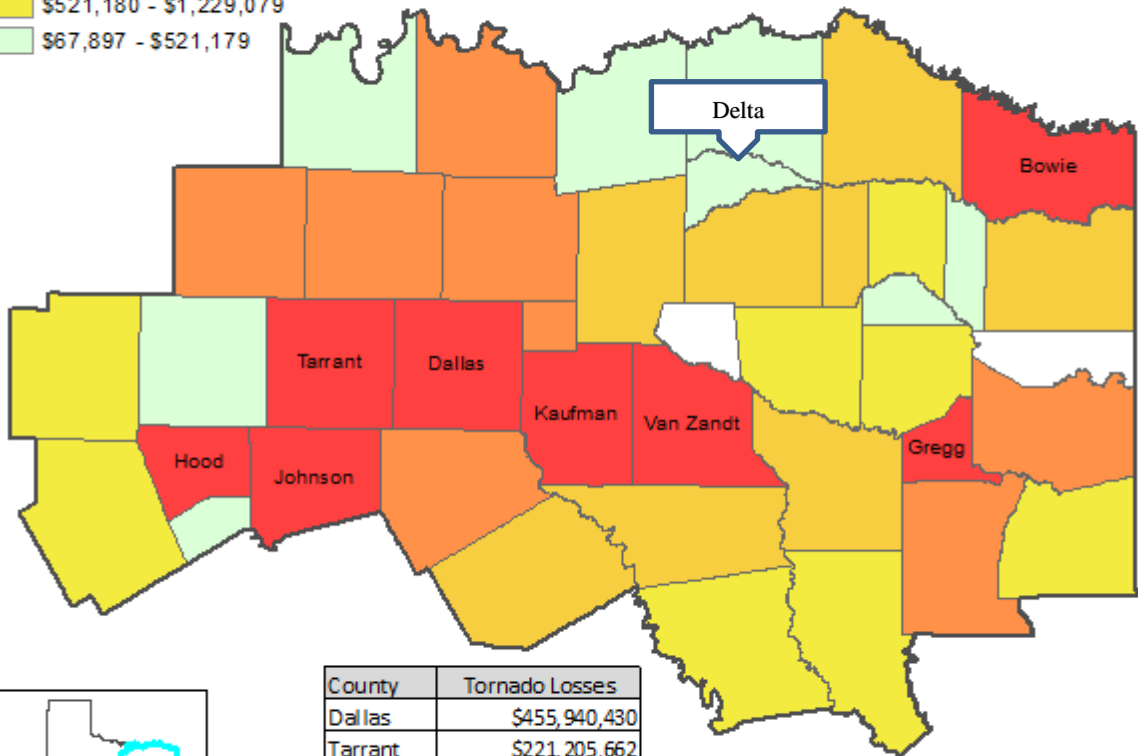 $521,180 - $1,229,079
$67,897 - $521,179
Delta
Bowie
Tarrant
Dallas
Kaufman
Van Zandt
Gregg
Hood
Johnson
County Tornado Losses
Dallas $455,940,430
Tarrant $221,205,662